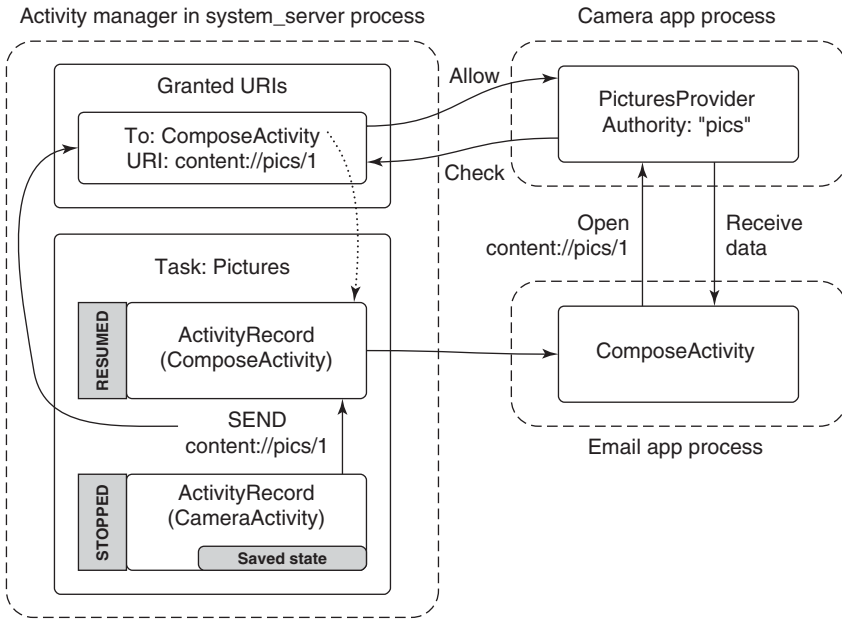 Activity manager in system_server process
Camera app process
Granted URIs
To: ComposeActivity
URI: content://pics/1
Allow
Check
PicturesProvider
Authority: "pics"
Open
content://pics/1
Receive
data
Task: Pictures
RESUMED
ActivityRecord
(ComposeActivity)
ComposeActivity
SEND
content://pics/1
Email app process
STOPPED
ActivityRecord
(CameraActivity)
Saved state